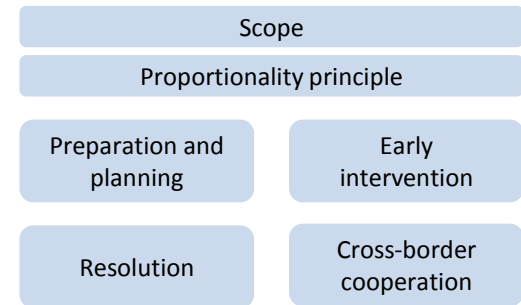 Scope
Proportionality principle
Preparation and
planning
Early
intervention
Resolution
Cross-border
cooperation